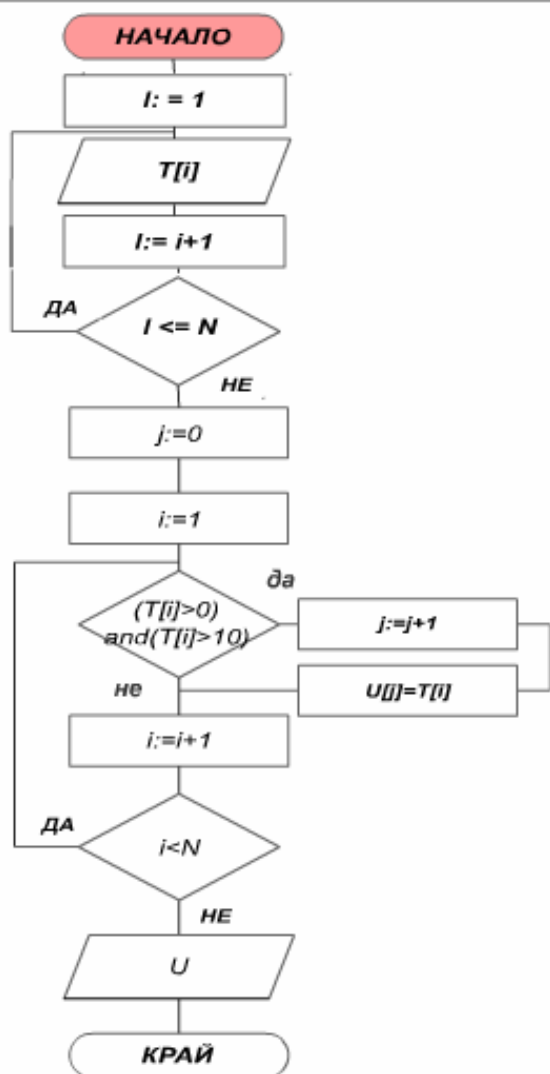 НАЧАЛО
I: = 1
T[i]
I:= i+1
ДА
I <= N
НЕ
j:=0
i:=1
да
(T[i]>0)
and(T[i]>10)
j:=j+1
не
U[j]=T[i]
i:=i+1
ДА
i<N
НЕ
U
КРАЙ